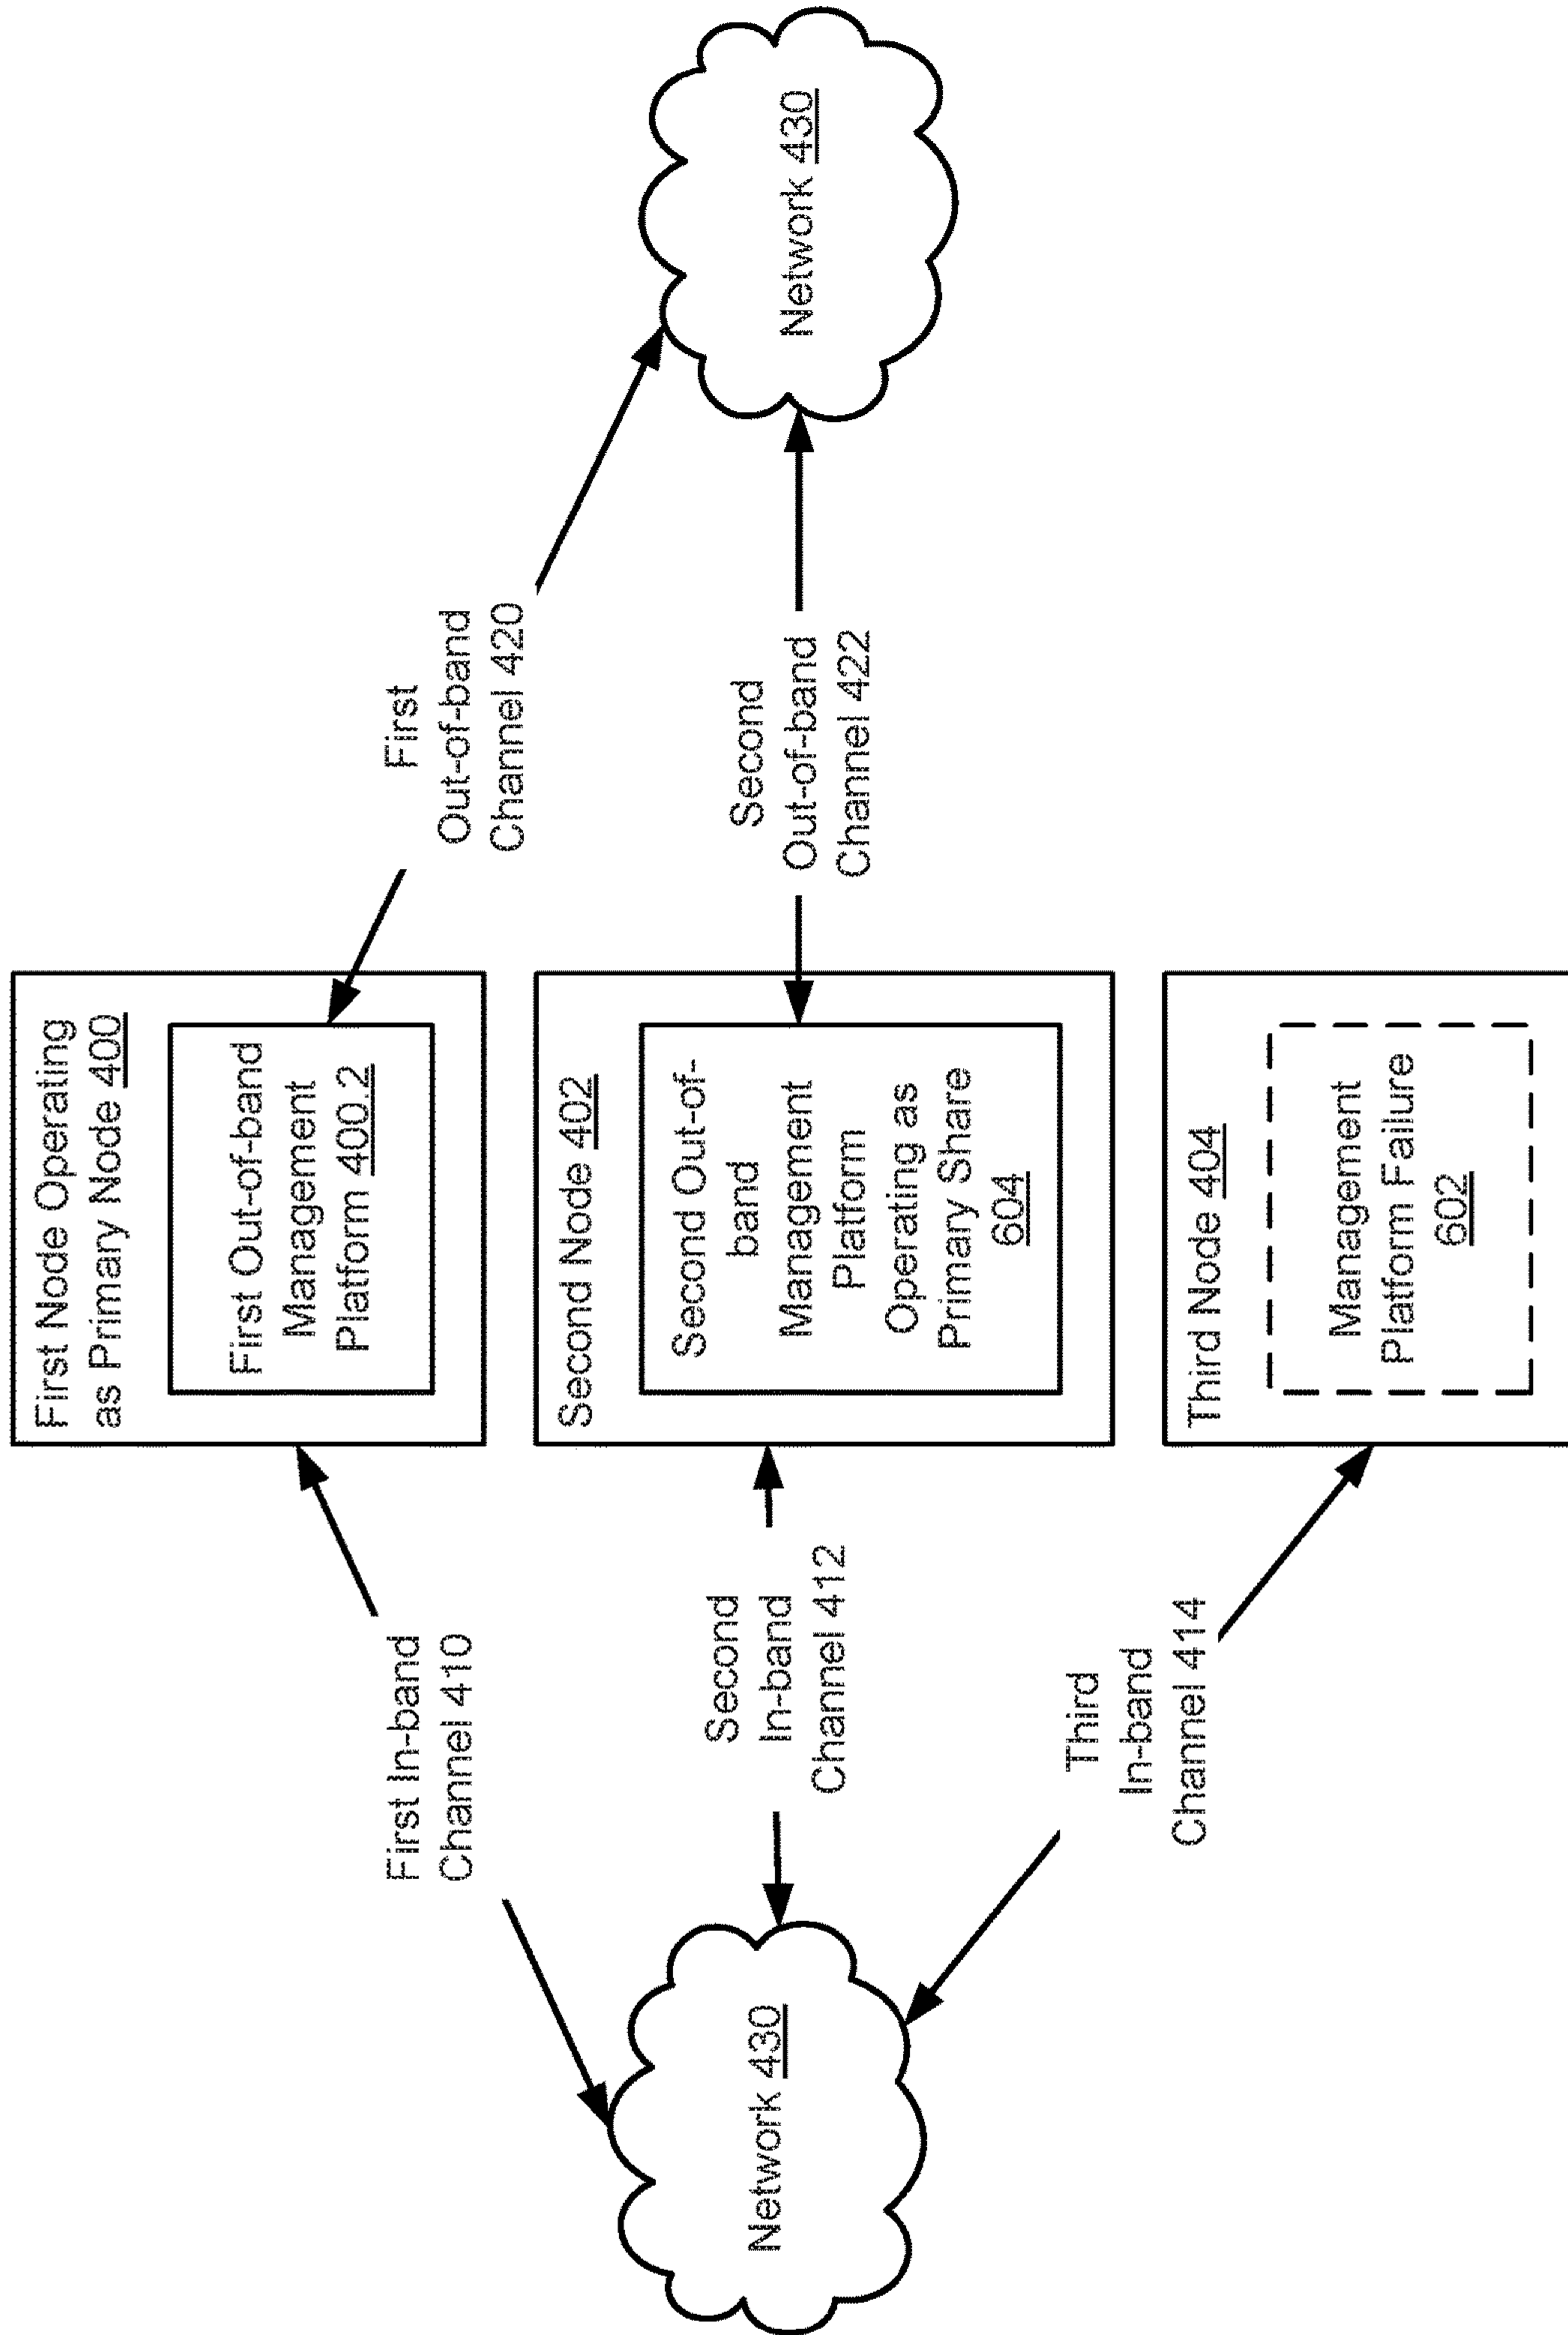 First Node Operating
as Primary Node 400
First Out-of-band
Management
Platform 400.2
First In-band
Channel 410
First
Out-of-band
Channel 420
Second Node 402
Second Out-of-
band
Management
Platform
Operating as
Primary Share
604
Network 430
Second
In-band
Channel 412
Second
Out-of-band
Channel 422
Network 430
Third
In-band
Channel 414
Third Node 404
Management
Platform Failure
602